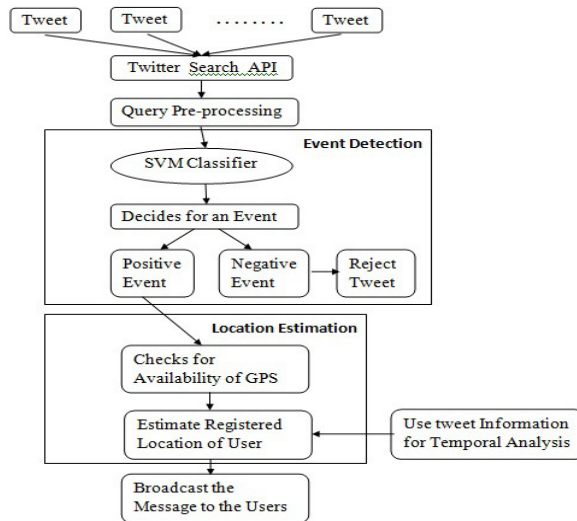 Tweet
Tweet
........
Tweet
Twitter Search API
Query Pre-processing
Event Detection
SVM Classifier
Decides for an Event
Positive
Event
Negative
Event
Reject
Tweet
Location Estimation
Checks for
Availability of GPS
Estimate Registered
Location of User
Use tweet Information
for Temporal Analysis
Broadcast the
Message to the Users